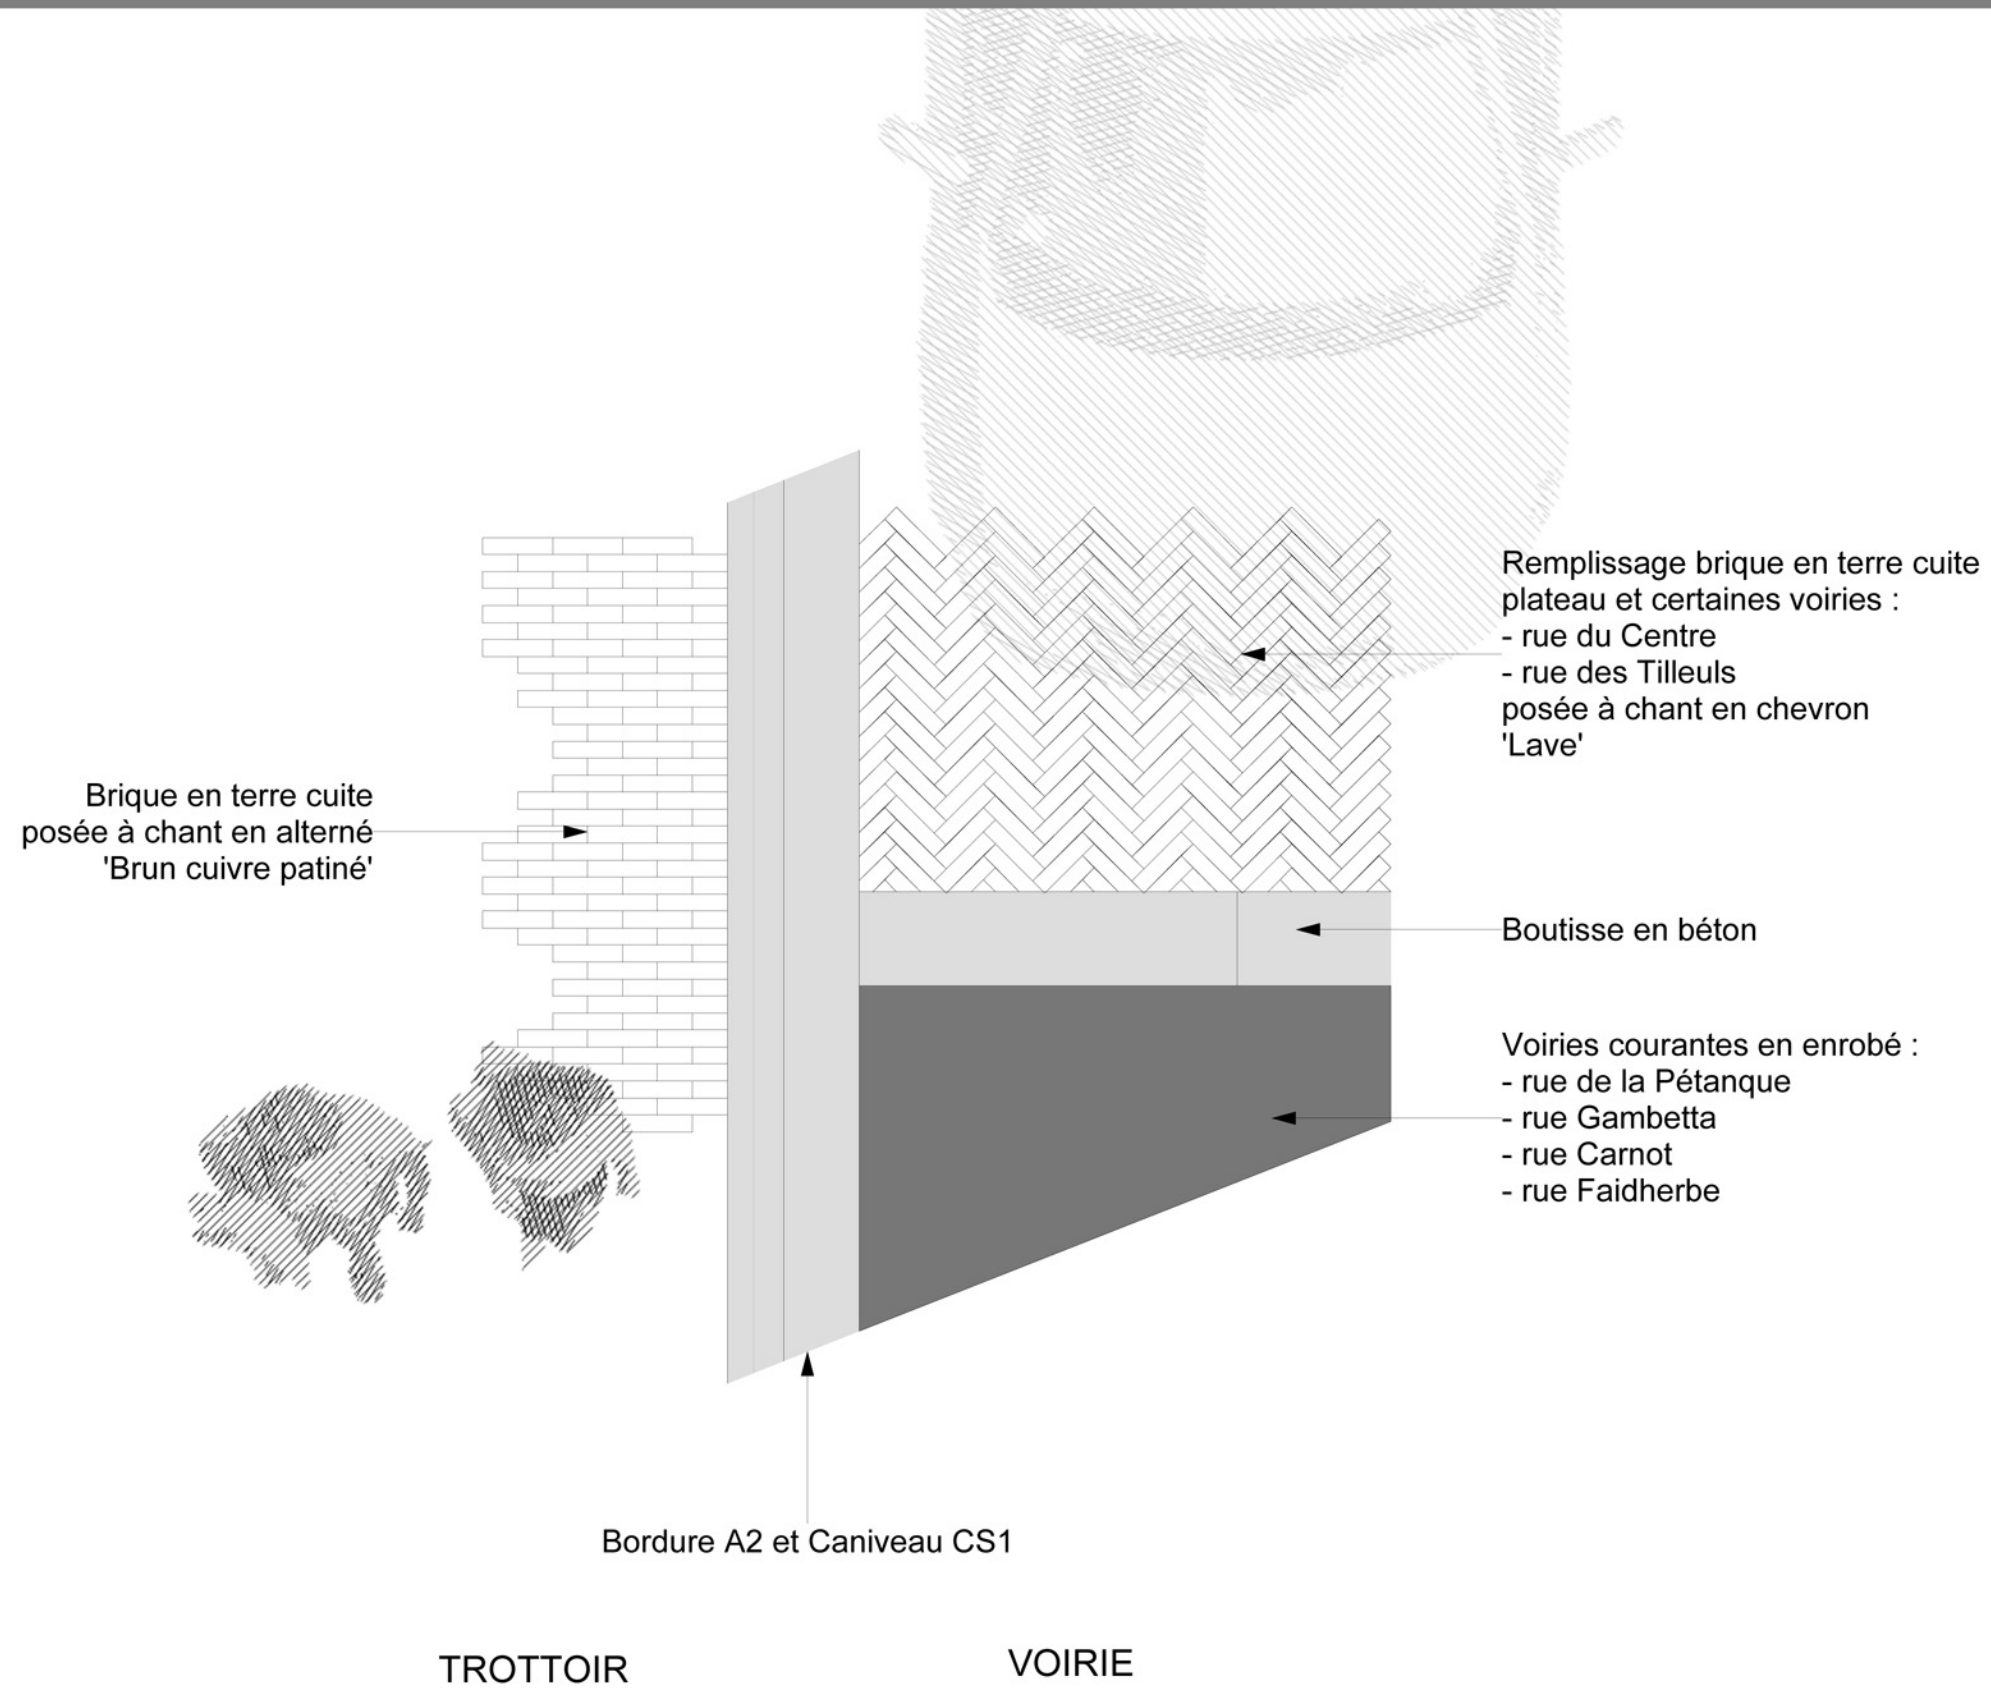 Remplissage brique en terre cuite
plateau et certaines voiries :
- rue du Centre
- rue des Tilleuls
posée à chant en chevron
'Lave'
Brique en terre cuite
posée à chant en alterné
'Brun cuivre patiné'
Boutisse en béton
Voiries courantes en enrobé :
- rue de la Pétanque
- rue Gambetta
- rue Carnot
- rue Faidherbe
Bordure A2 et Caniveau CS1
TROTTOIR
VOIRIE